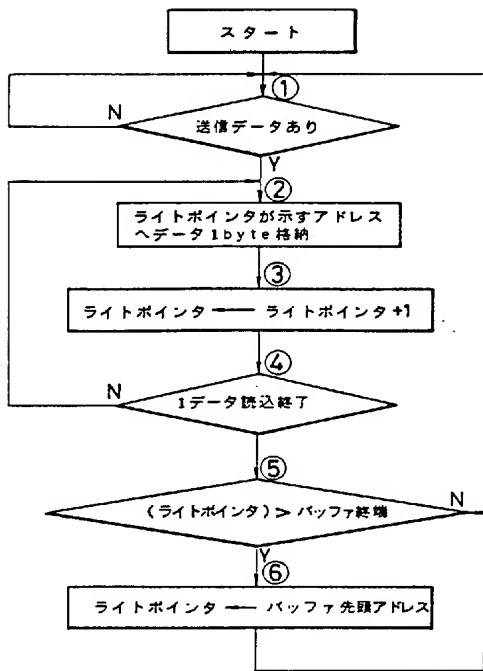 スタート
①
N
送信データあり
Y
②
ライトポインタが示すアドレス
へデータ1byte格納
③
ライトポインタ ← ライトポインタ+1
④
N
1データ読込終了
⑤
(ライトポインタ)> バッファ終端
N
Y
⑥
ライトポインタ ← バッファ先頭アドレス